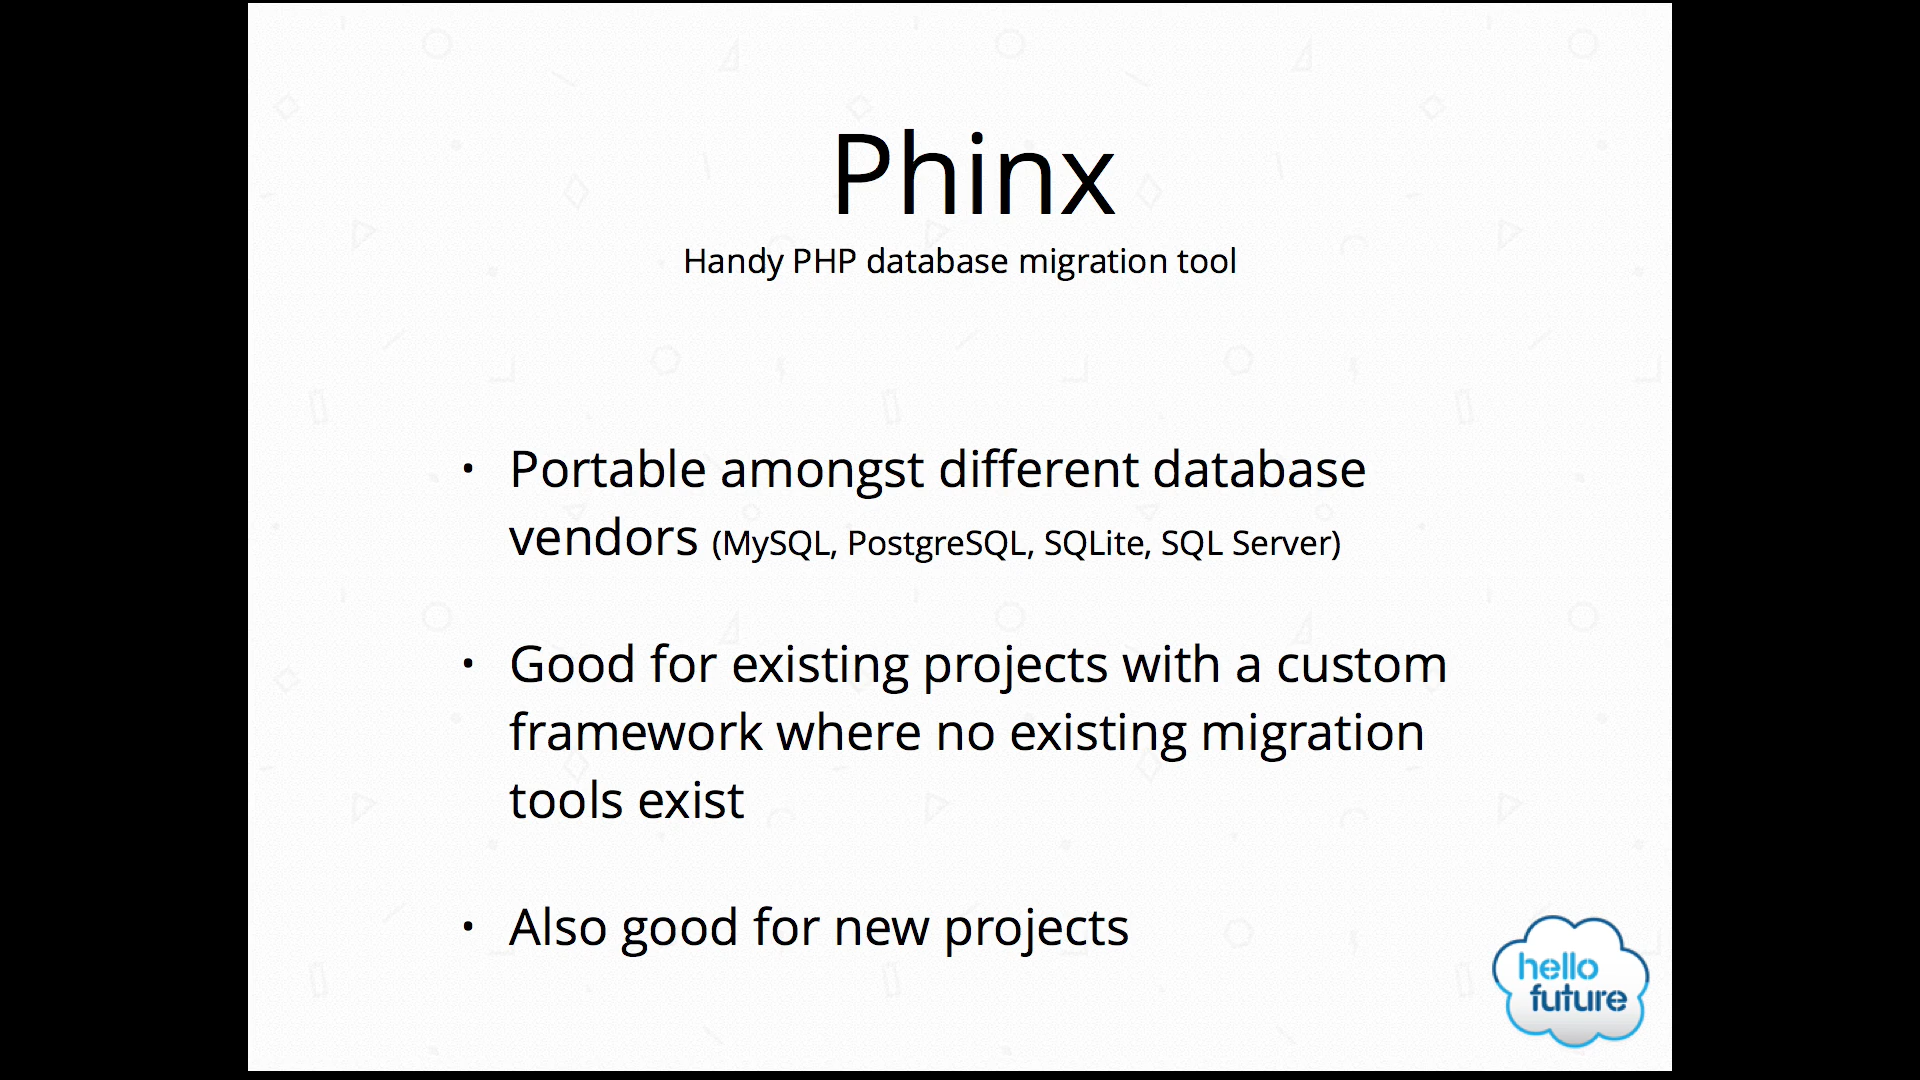 Phinx
Handy PHP database migration tool
• Portable amongst different database
vendors (MySQL, PostgreSQL, SQLite, SQL Server)
• Good for existing projects with a custom
framework where no existing migration
tools exist
• Also good for new projects
hello
future